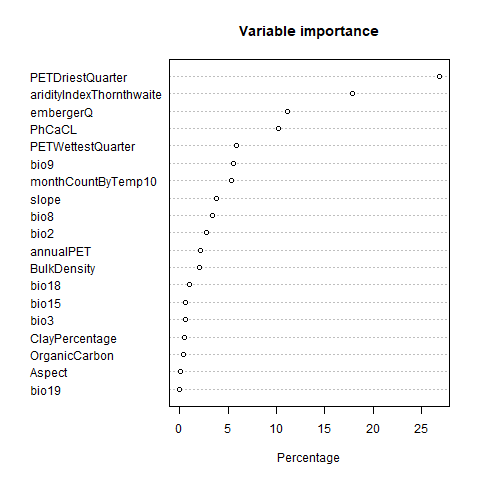 Variable importance
PETDriestQuarter
aridityIndexThornthwaite
embergerQ
PhCaCL
PETWettestQuarter
bio9
monthCountByTemp10
slope
bio8
bio2
annualPET
BulkDensity
bio18
bio15
bio3
ClayPercentage
OrganicCarbon
Aspect
bio19
0 5 10 15 20 25
Percentage